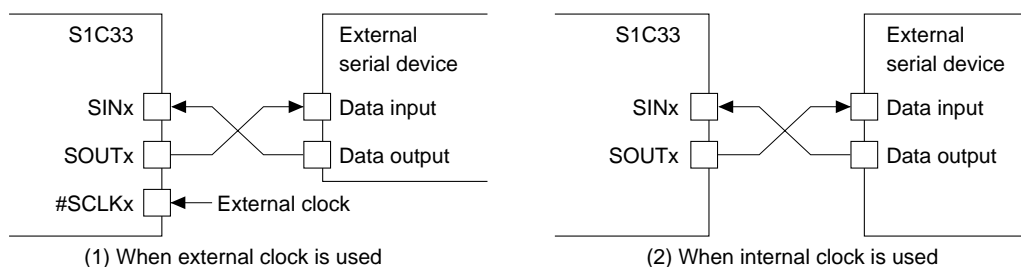 S1C33
External
serial device
SINx
Data input
SOUTx
Data output
#SCLKx
External clock
(1) When external clock is used
S1C33
External
serial device
SINx
Data input
SOUTx
Data output
(2) When internal clock is used